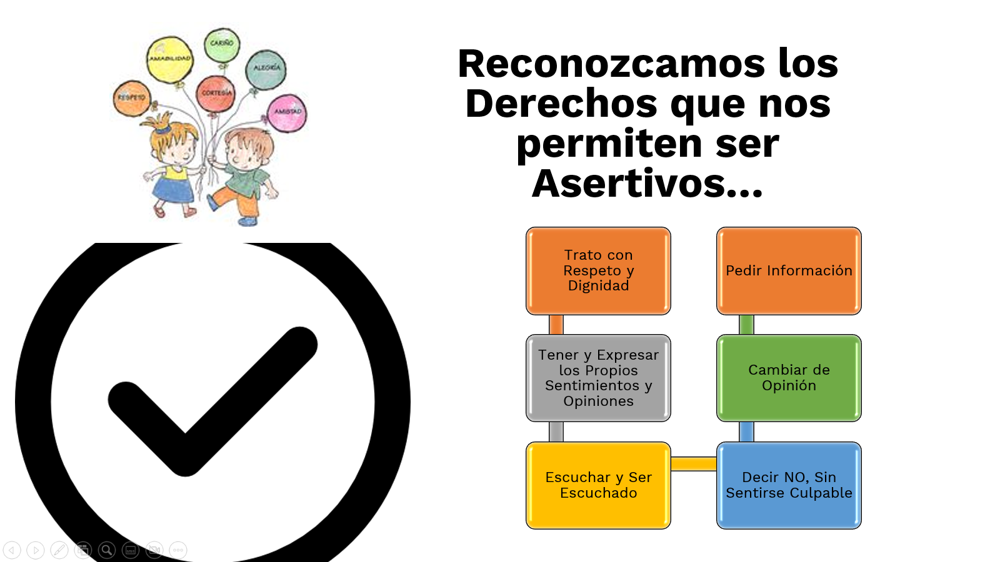 CARIÑO
AMABILIDAD
ALEGRÍA
CORTESÍA
RESPETO
AMISTAD
Reconozcamos los
Derechos que nos
permiten ser
Asertivos...
Trato con
Respeto y
Dignidad
Tener y Expresar
los Propios
Sentimientos y
Opiniones
Escuchar y Ser
Escuchado
Decir NO, Sin
Sentirse Culpable
Cambiar de
Opinión
Pedir Información